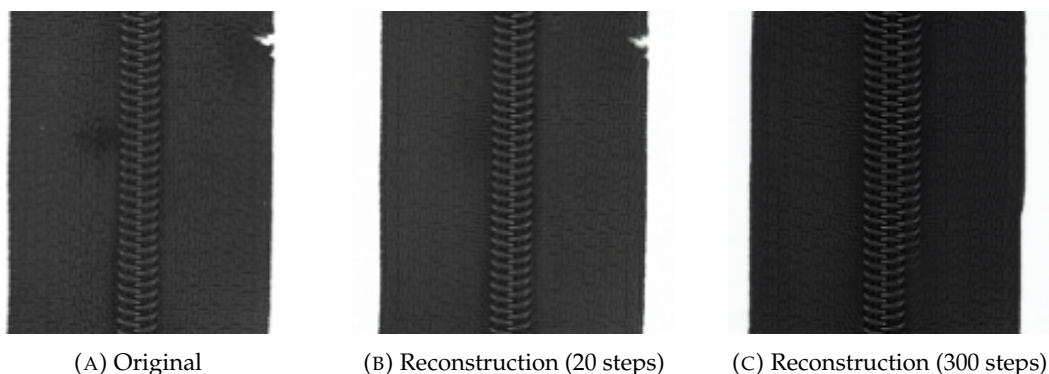 (A) Original
(B) Reconstruction (20 steps)
(C) Reconstruction (300 steps)